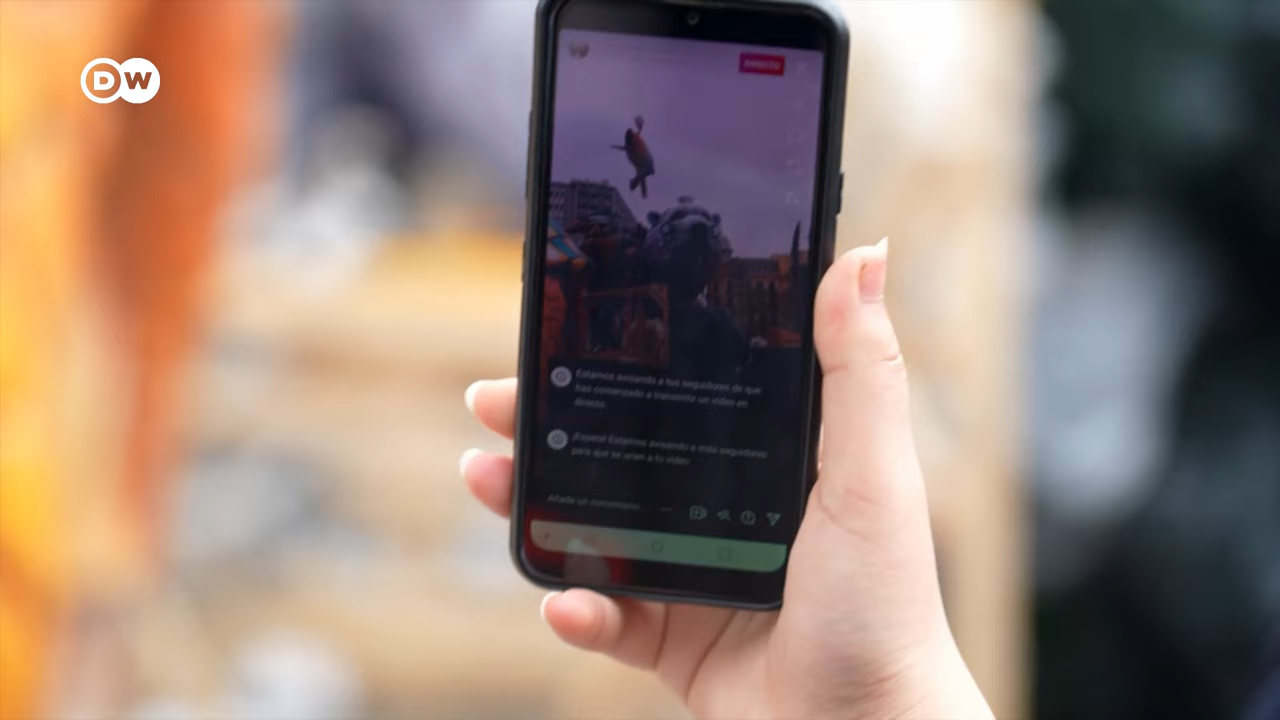 DW
DIRECTO
Estamos avisando a tus seguidores de que
has comenzado a transmitir un vídeo en
directo.
¡Espera! Estamos avisando a más seguidores
para que se unan a tu vídeo.
Añade un comentario